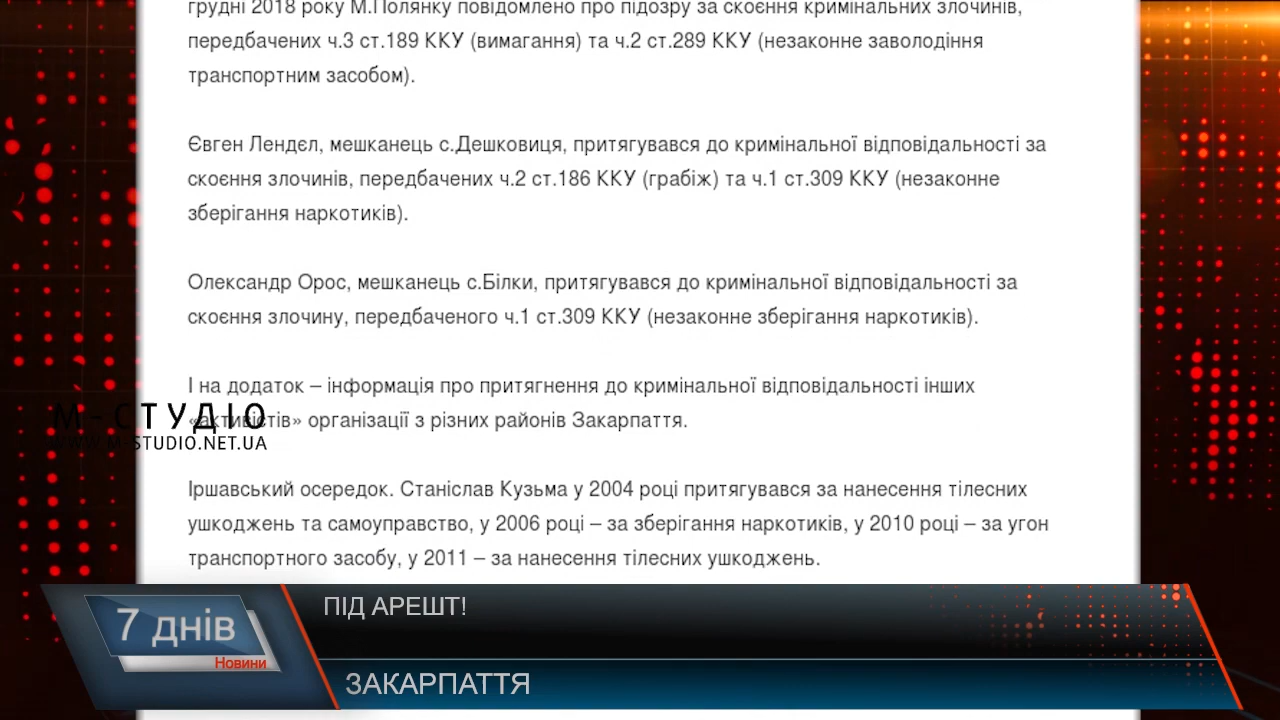 грудні 2018 року М.Полянку повідомлено про підозру за скоєння кримінальних злочинів,
передбачених ч.3 ст.189 ККУ (вимагання) та ч.2 ст.289 ККУ (незаконне заволодіння
транспортним засобом).
Євген Лендєл, мешканець с.Дешковиця, притягувався до кримінальної відповідальності за
скоєння злочинів, передбачених ч.2 ст.186 ККУ (грабіж) та ч.1 ст.309 ККУ (незаконне
зберігання наркотиків).
Олександр Орос, мешканець с.Білки, притягувався до кримінальної відповідальності за
скоєння злочину, передбаченого ч.1 ст.309 ККУ (незаконне зберігання наркотиків).
І на додаток – інформація про притягнення до кримінальної відповідальності інших
М-СТУДІО
«активістів» організації з різних районів Закарпаття.
WWW.M-STUDIO.NET.UA
Іршавський осередок. Станіслав Кузьма у 2004 році притягувався за нанесення тілесних
ушкоджень та самоуправство, у 2006 році – за зберігання наркотиків, у 2010 році – за угон
транспортного засобу, у 2011 – за нанесення тілесних ушкоджень.
ПІД АРЕШТ!
7 днів
Новини
ЗАКАРПАТТЯ